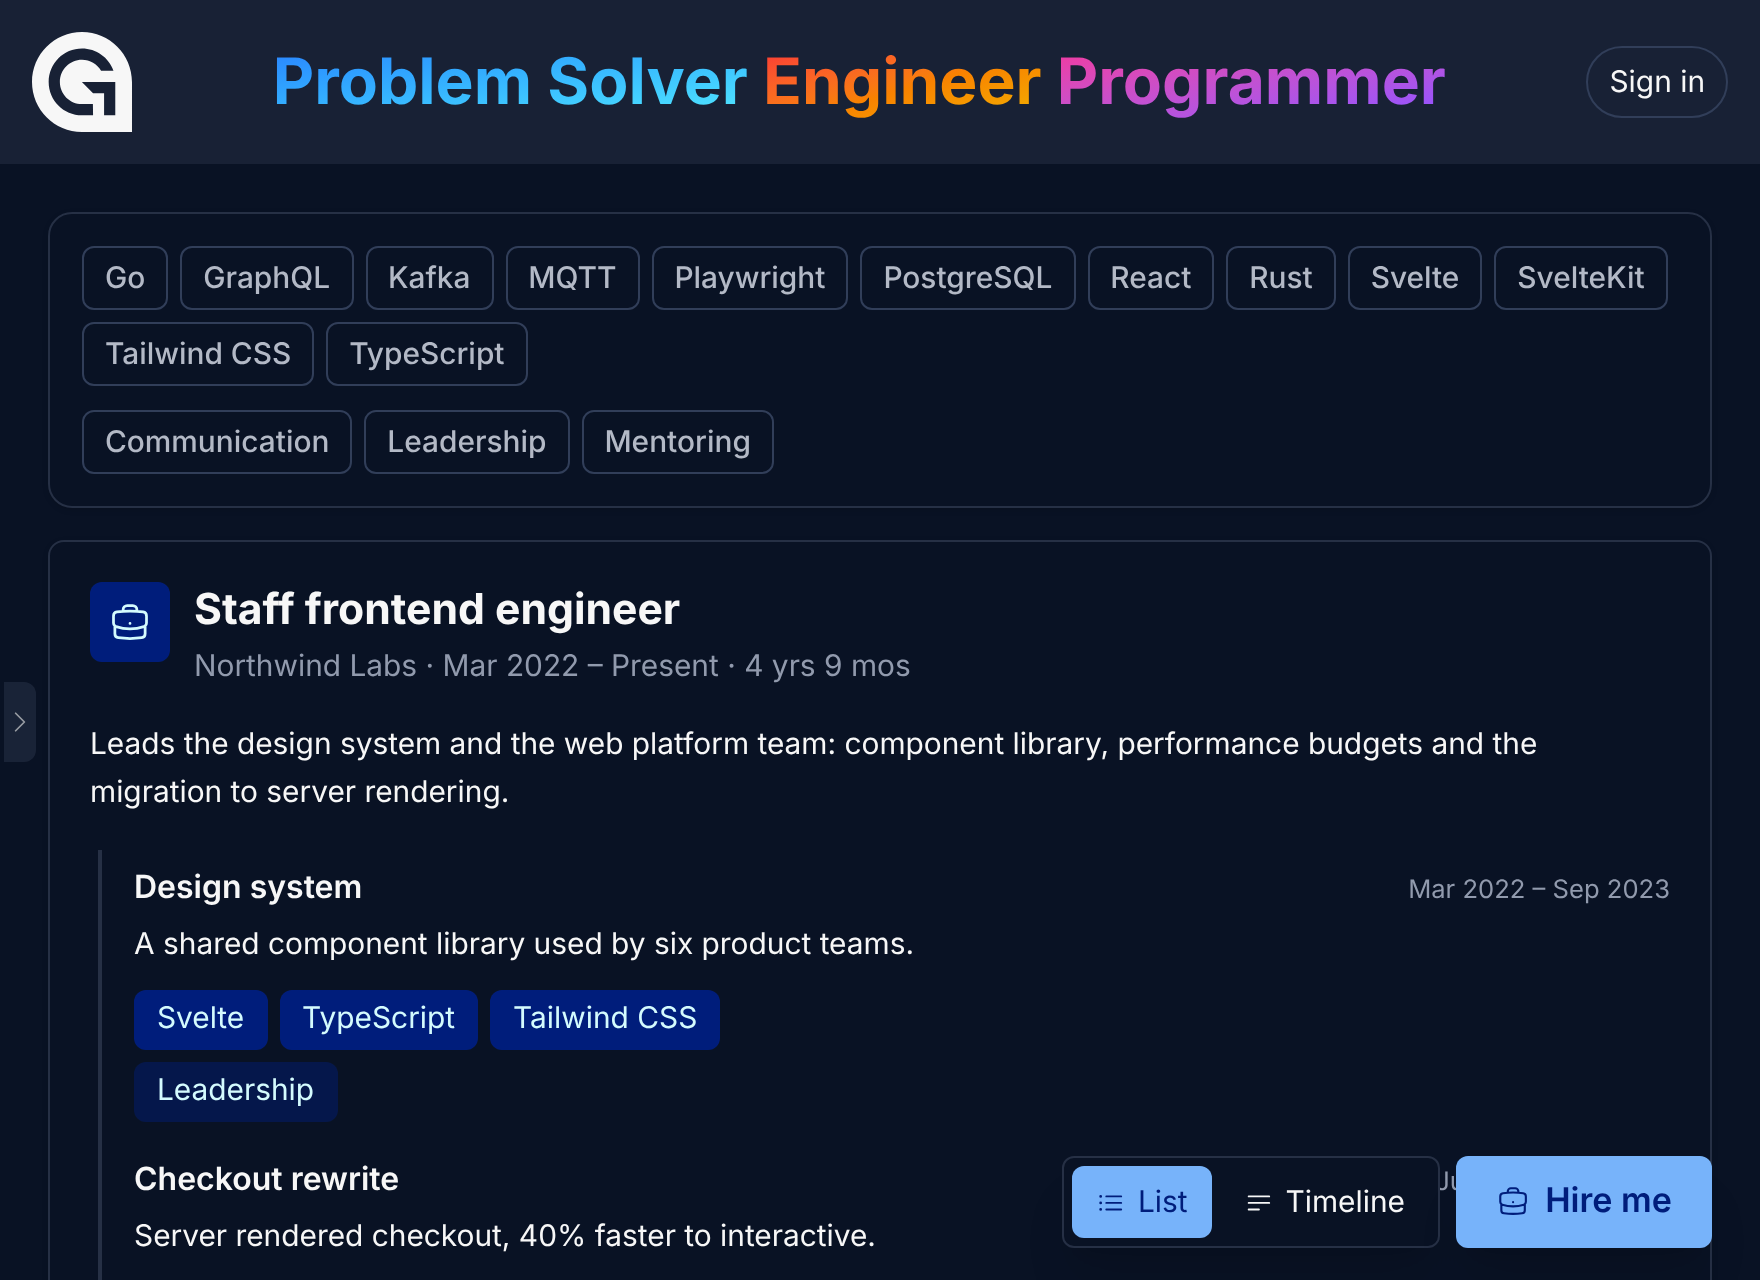 Problem Solver Engineer Programmer
Sign in
Go GraphQL Kafka MQTT Playwright PostgreSQL React Rust Svelte SvelteKit
Tailwind CSS TypeScript
Communication Leadership Mentoring
Staff frontend engineer
Northwind Labs · Mar 2022 – Present · 4 yrs 9 mos
Leads the design system and the web platform team: component library, performance budgets and the
migration to server rendering.
Design system
Mar 2022 – Sep 2023
A shared component library used by six product teams.
Svelte TypeScript Tailwind CSS
Leadership
Checkout rewrite
Server rendered checkout, 40% faster to interactive.
List Timeline Hire me